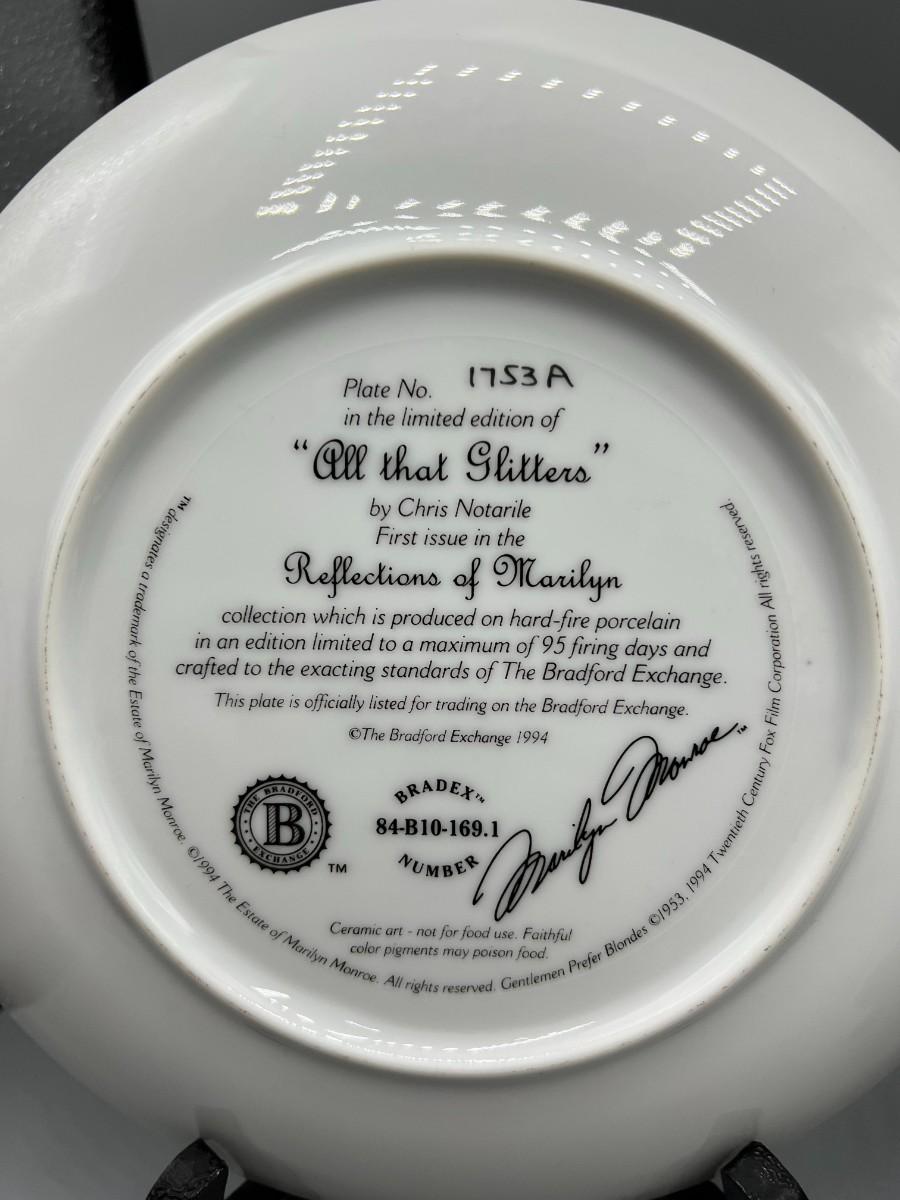 Plate No. 1753A
in the limited edition of
“All that Glitters”
by Chris Notarile
First issue in the
Reflections of Marilyn
collection which is produced on hard-fire porcelain
in an edition limited to a maximum of 95 firing days and
crafted to the exacting standards of The Bradford Exchange.
This plate is officially listed for trading on the Bradford Exchange.
©The Bradford Exchange 1994
THE BRADFORD
B
EXCHANGE
TM
BRADEX™
84-B10-169.1
NUMBER
Marilyn Monroe™
Ceramic art - not for food use. Faithful
color pigments may poison food.
™ designates a trademark of the Estate of Marilyn Monroe. ©1994 The Estate of Marilyn Monroe. All rights reserved. Gentlemen Prefer Blondes ©1953, 1994 Twentieth Century Fox Film Corporation All rights reserved.